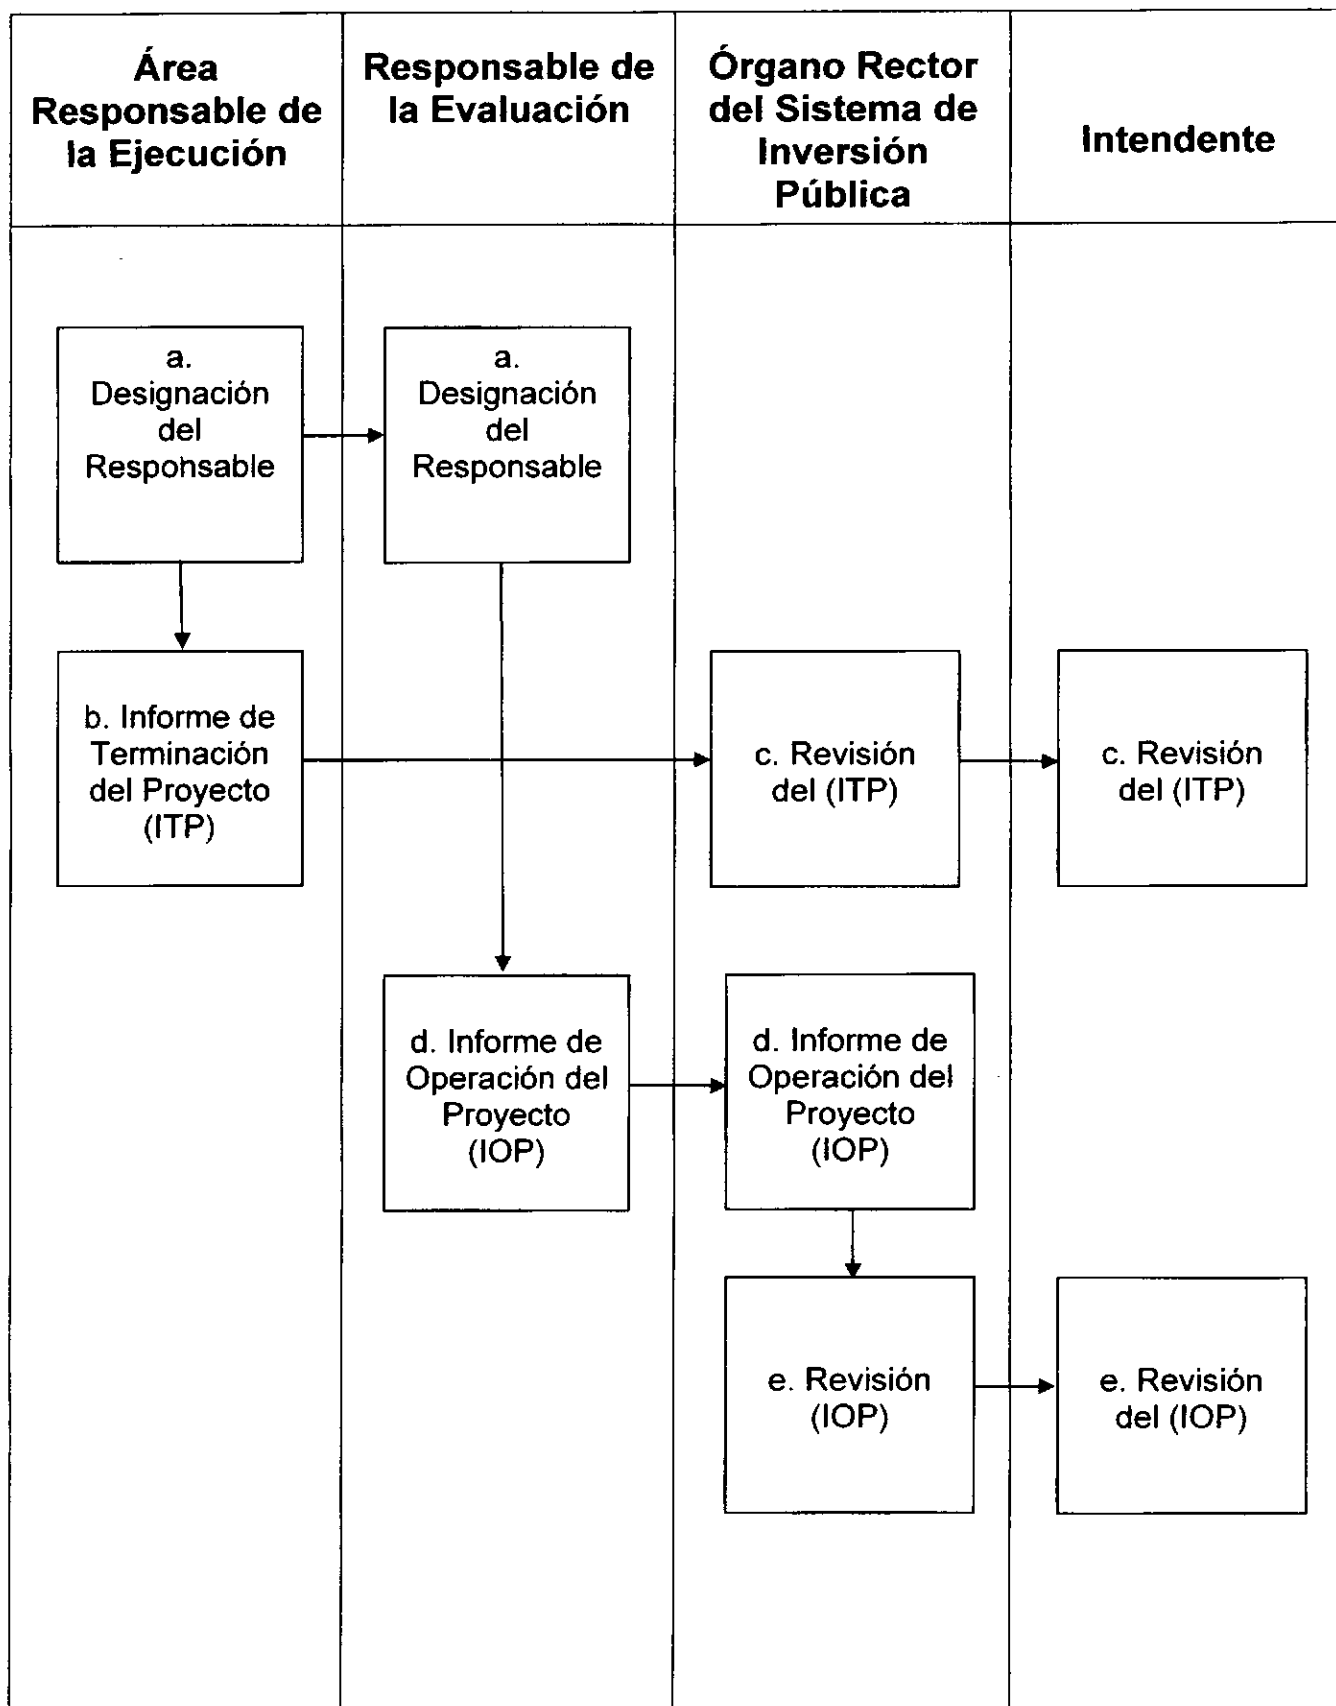 Área
Responsable de
la Ejecución
Responsable de
la Evaluación
Órgano Rector
del Sistema de
Inversión
Pública
Intendente
a.
Designación
del
Responsable
a.
Designación
del
Responsable
b. Informe de
Terminación
del Proyecto
(ITP)
c. Revisión
del (ITP)
c. Revisión
del (ITP)
d. Informe de
Operación del
Proyecto
(IOP)
d. Informe de
Operación del
Proyecto
(IOP)
e. Revisión
(IOP)
e. Revisión
del (IOP)